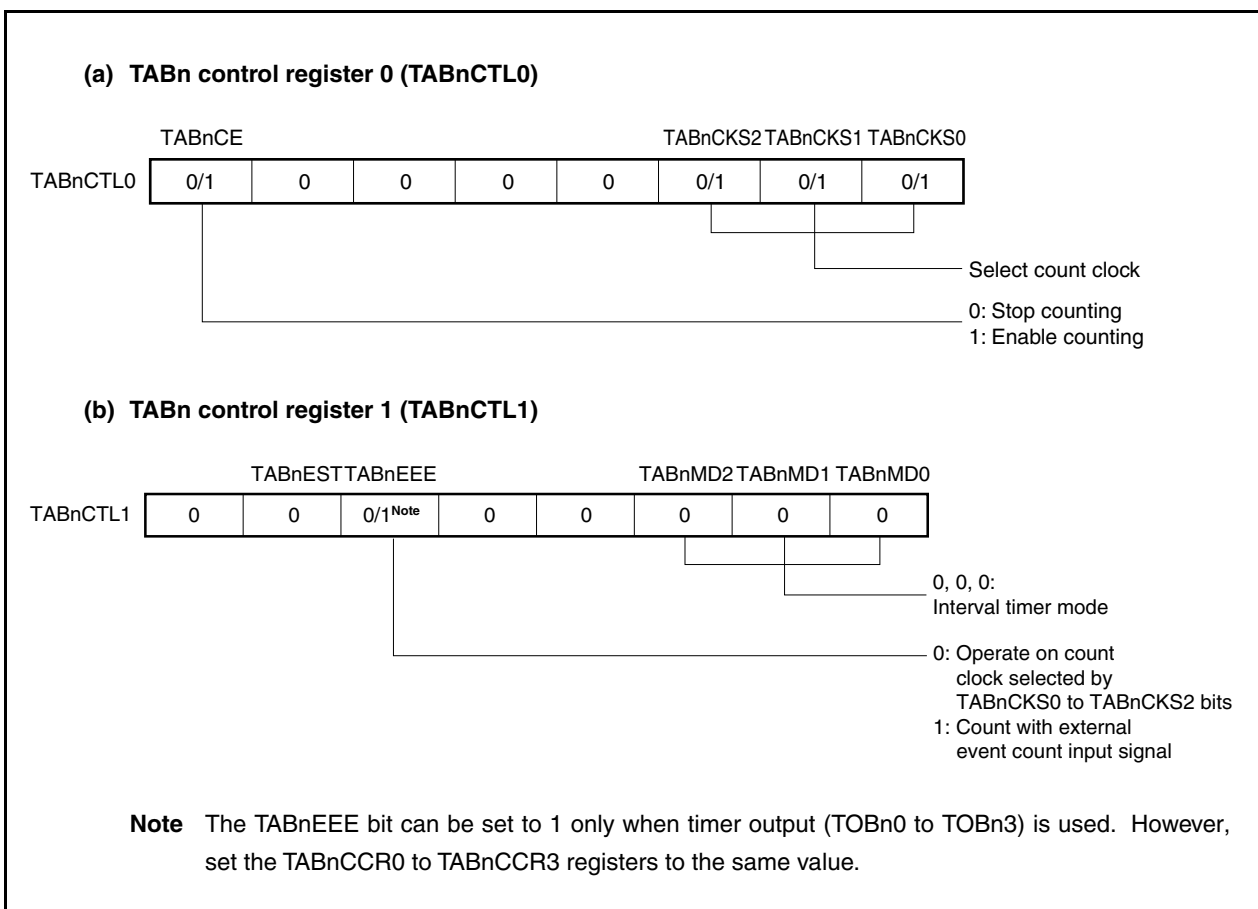 (a) TABn control register 0 (TABnCTL0)
TABnCE TABnCKS2 TABnCKS1 TABnCKS0
TABnCTL0 0/1 0 0 0 0 0/1 0/1 0/1
Select count clock
0: Stop counting
1: Enable counting
(b) TABn control register 1 (TABnCTL1)
TABnEST TABnEEE TABnMD2 TABnMD1 TABnMD0
TABnCTL1 0 0 0/1Note 0 0 0 0 0
0, 0, 0:
Interval timer mode
0: Operate on count
clock selected by
TABnCKS0 to TABnCKS2 bits
1: Count with external
event count input signal
Note The TABnEEE bit can be set to 1 only when timer output (TOBn0 to TOBn3) is used. However,
set the TABnCCR0 to TABnCCR3 registers to the same value.